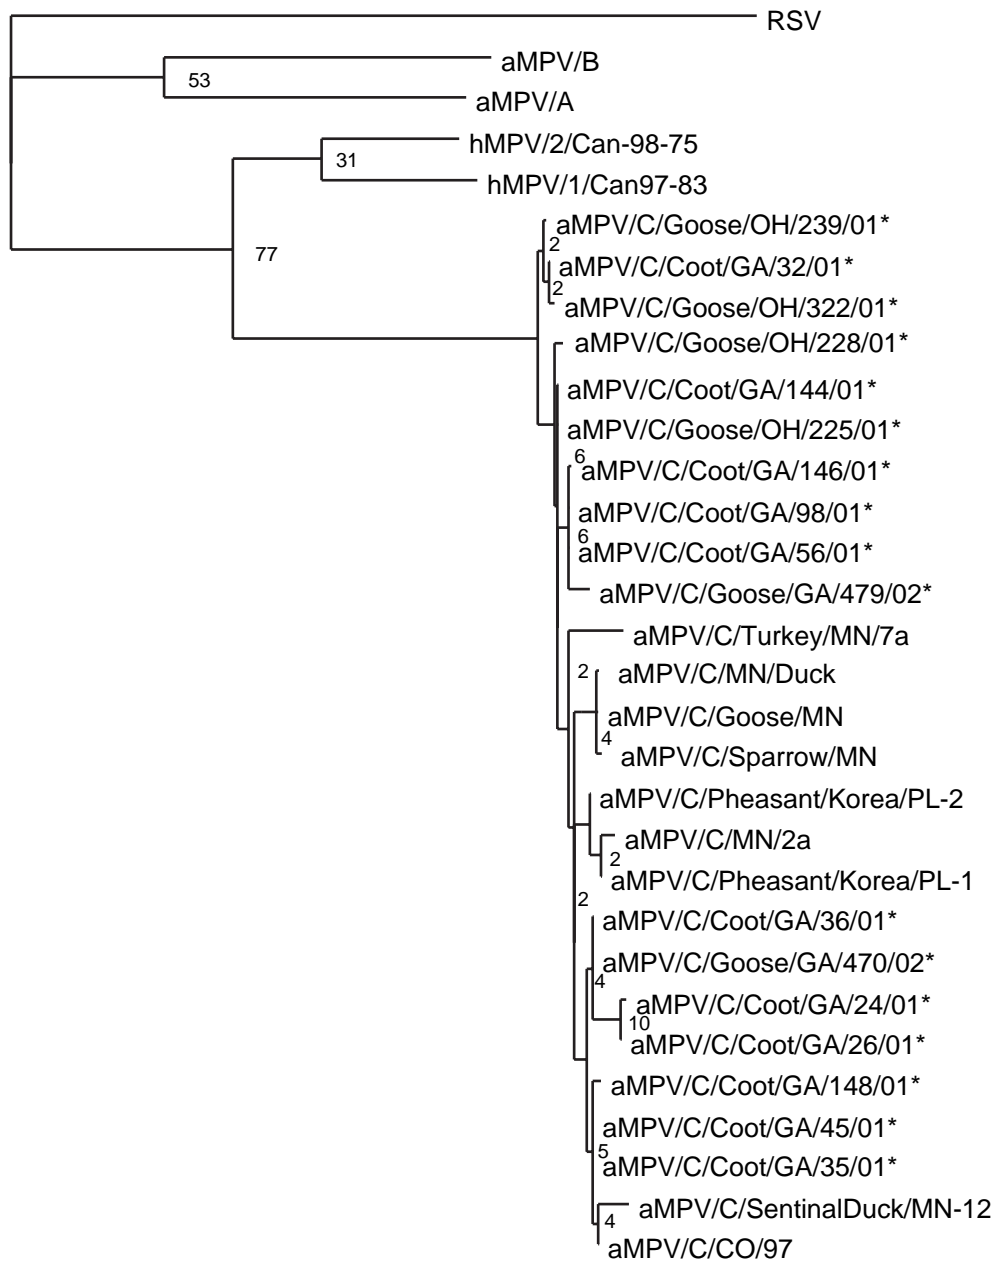 RSV
aMPV/B
53
aMPV/A
hMPV/2/Can-98-75
31
hMPV/1/Can97-83
aMPV/C/Goose/OH/239/01*
2
77
aMPV/C/Coot/GA/32/01*
2
aMPV/C/Goose/OH/322/01*
aMPV/C/Goose/OH/228/01*
aMPV/C/Coot/GA/144/01*
aMPV/C/Goose/OH/225/01*
6
aMPV/C/Coot/GA/146/01*
aMPV/C/Coot/GA/98/01*
6
aMPV/C/Coot/GA/56/01*
aMPV/C/Goose/GA/479/02*
aMPV/C/Turkey/MN/7a
2
aMPV/C/MN/Duck
aMPV/C/Goose/MN
4
aMPV/C/Sparrow/MN
aMPV/C/Pheasant/Korea/PL-2
aMPV/C/MN/2a
2
aMPV/C/Pheasant/Korea/PL-1
2
aMPV/C/Coot/GA/36/01*
aMPV/C/Goose/GA/470/02*
4
aMPV/C/Coot/GA/24/01*
10
aMPV/C/Coot/GA/26/01*
aMPV/C/Coot/GA/148/01*
aMPV/C/Coot/GA/45/01*
5
aMPV/C/Coot/GA/35/01*
aMPV/C/SentinalDuck/MN-12
4
aMPV/C/CO/97